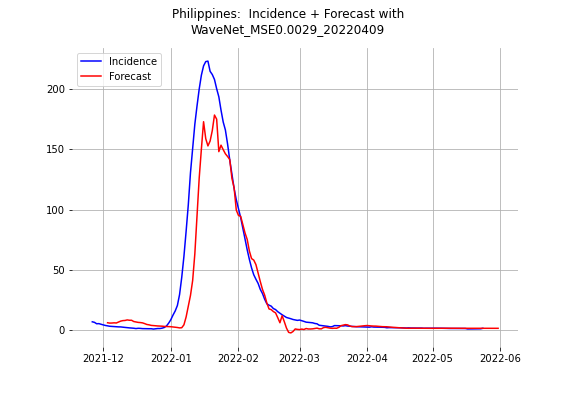 Philippines:  Incidence + Forecast with
WaveNet_MSE0.0029_20220409
Incidence
Forecast
200
150
100
50
0
2021-12 2022-01 2022-02 2022-03 2022-04 2022-05 2022-06